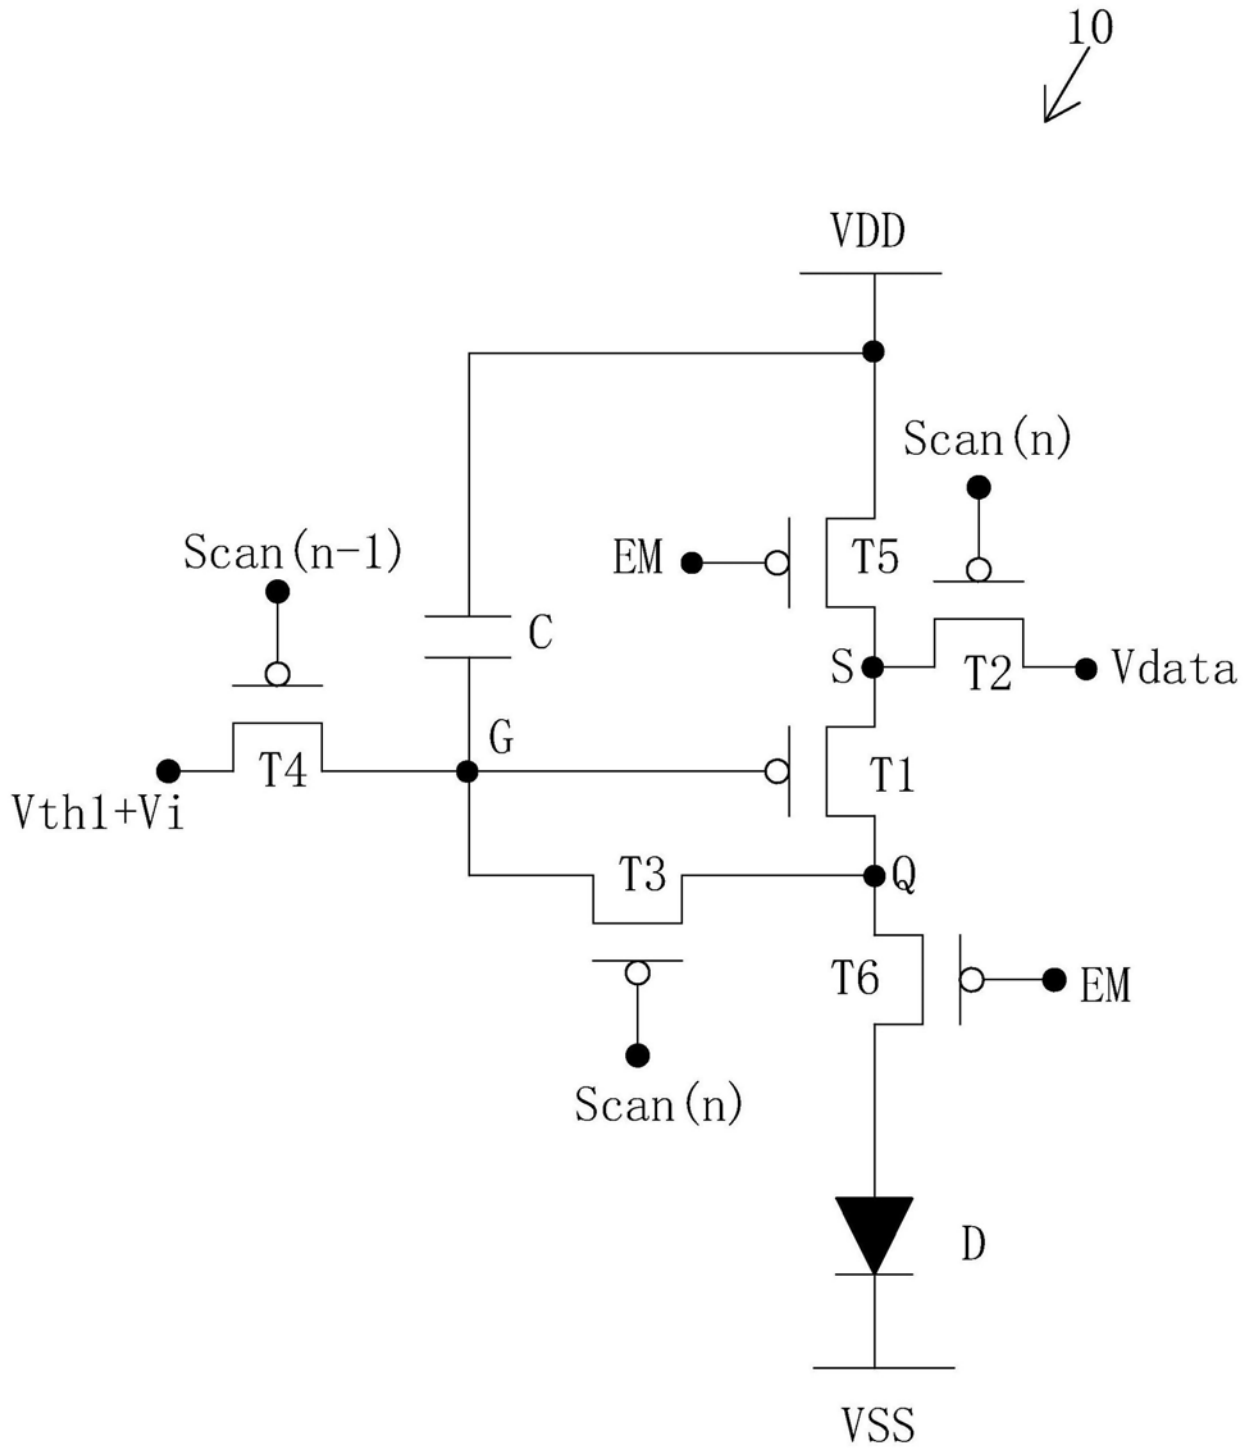 10
VDD
Scan(n)
Scan(n-1)
EM
T5
C
S
T2
Vdata
G
T4
T1
Vth1+Vi
T3
Q
T6
EM
Scan(n)
D
VSS